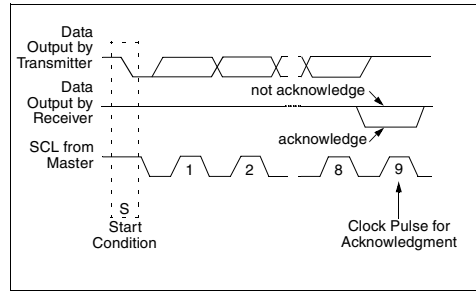 Data
Output by
Transmitter
Data
Output by
Receiver
not acknowledge
acknowledge
SCL from
Master
1
2
8
9
S
Start
Condition
Clock Pulse for
Acknowledgment